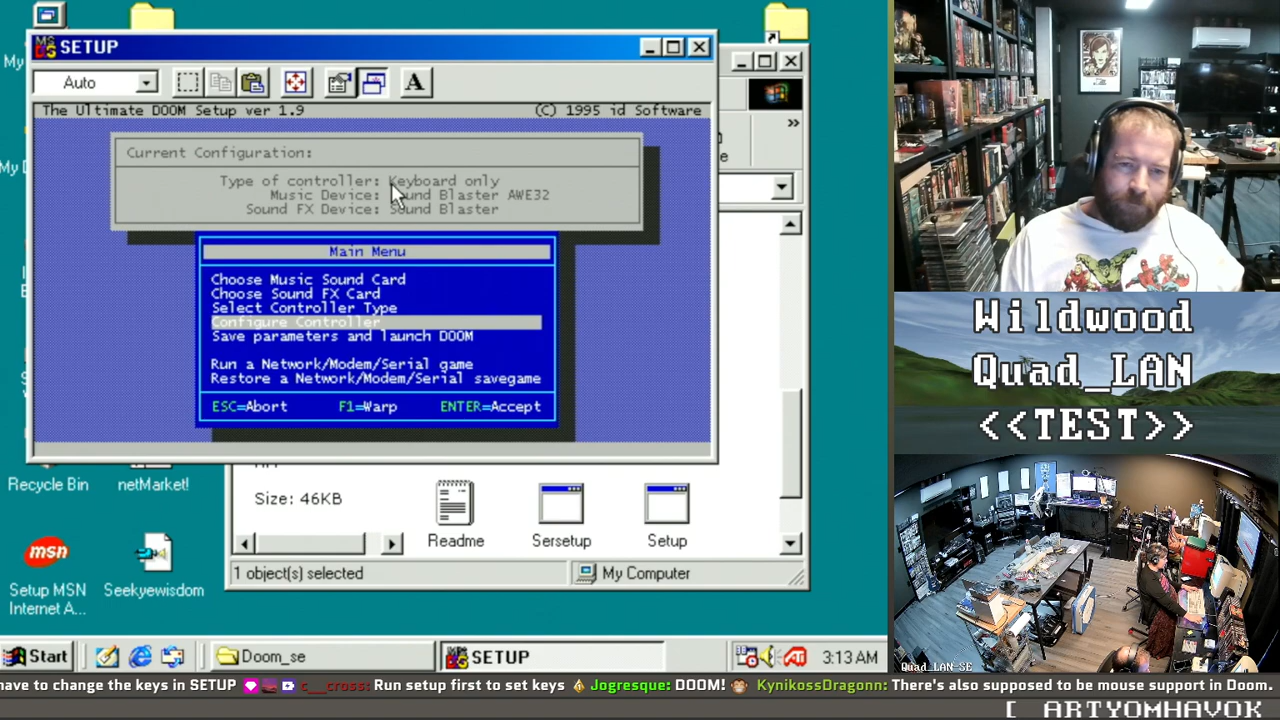 My
SETUP
Auto
A
The Ultimate DOOM Setup ver 1.9
(C) 1995 id Software
Current Configuration:
Type of controller: Keyboard only
Music Device: Sound Blaster AWE32
Sound FX Device: Sound Blaster
Main Menu
Choose Music Sound Card
Choose Sound FX Card
Select Controller Type
Configure Controller
Save parameters and launch DOOM
Run a Network/Modem/Serial game
Restore a Network/Modem/Serial savegame
ESC=Abort F1=Warp ENTER=Accept
My
Recycle Bin
netMarket!
Size: 46KB
Readme
Sersetup
Setup
1 object(s) selected
My Computer
msn
Setup MSN
Internet A...
Seekyewisdom
Start
Doom_se
SETUP
3:13 AM
Wildwood
Quad_LAN
<<TEST>>
Quad_LAN-SE
have to change the keys in SETUP c__cross: Run setup first to set keys Jogresque: DOOM! KynikossDragonn: There's also supposed to be mouse support in Doom.
[ ARTYOMHAVOK